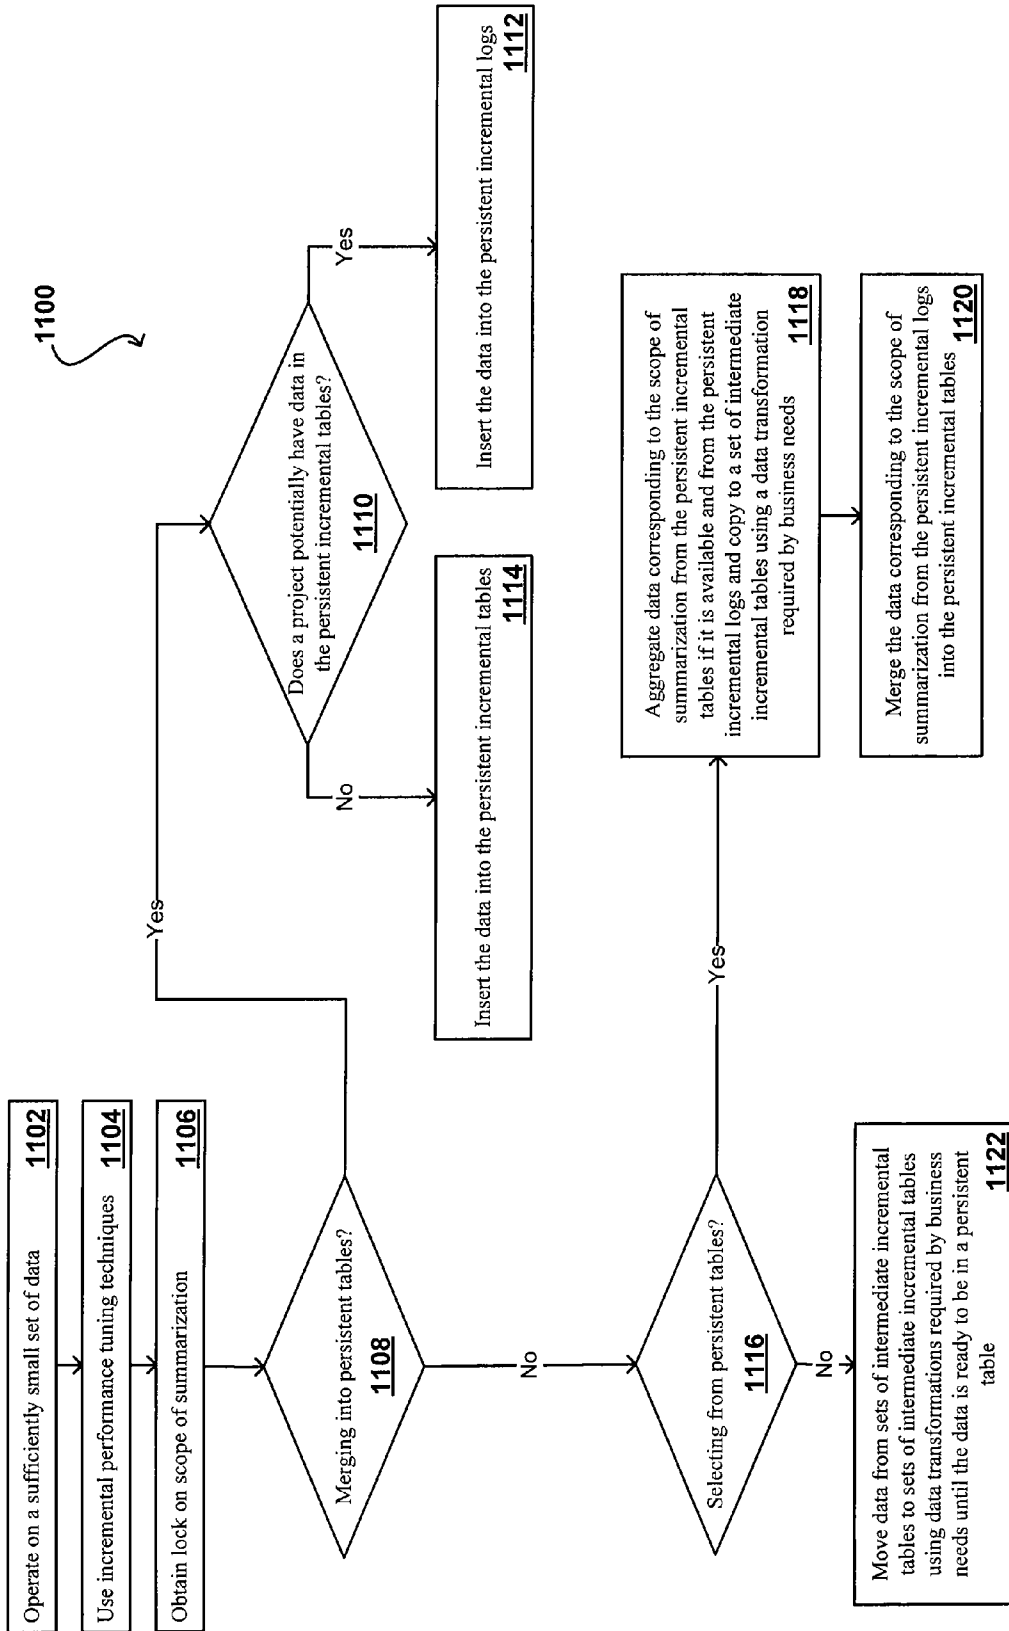 1100
Operate on a sufficiently small set of data
1102
Use incremental performance tuning techniques
1104
Obtain lock on scope of summarization
1106
Merging into persistent tables?
1108
Yes
No
Does a project potentially have data in
the persistent incremental tables?
1110
Yes
No
Insert the data into the persistent incremental logs
1112
Insert the data into the persistent incremental tables
1114
Selecting from persistent tables?
1116
Yes
No
Aggregate data corresponding to the scope of
summarization from the persistent incremental
tables if it is available and from the persistent
incremental logs and copy to a set of intermediate
incremental tables using a data transformation
required by business needs
1118
Merge the data corresponding to the scope of
summarization from the persistent incremental logs
into the persistent incremental tables
1120
Move data from sets of intermediate incremental
tables to sets of intermediate incremental tables
using data transformations required by business
needs until the data is ready to be in a persistent
table
1122